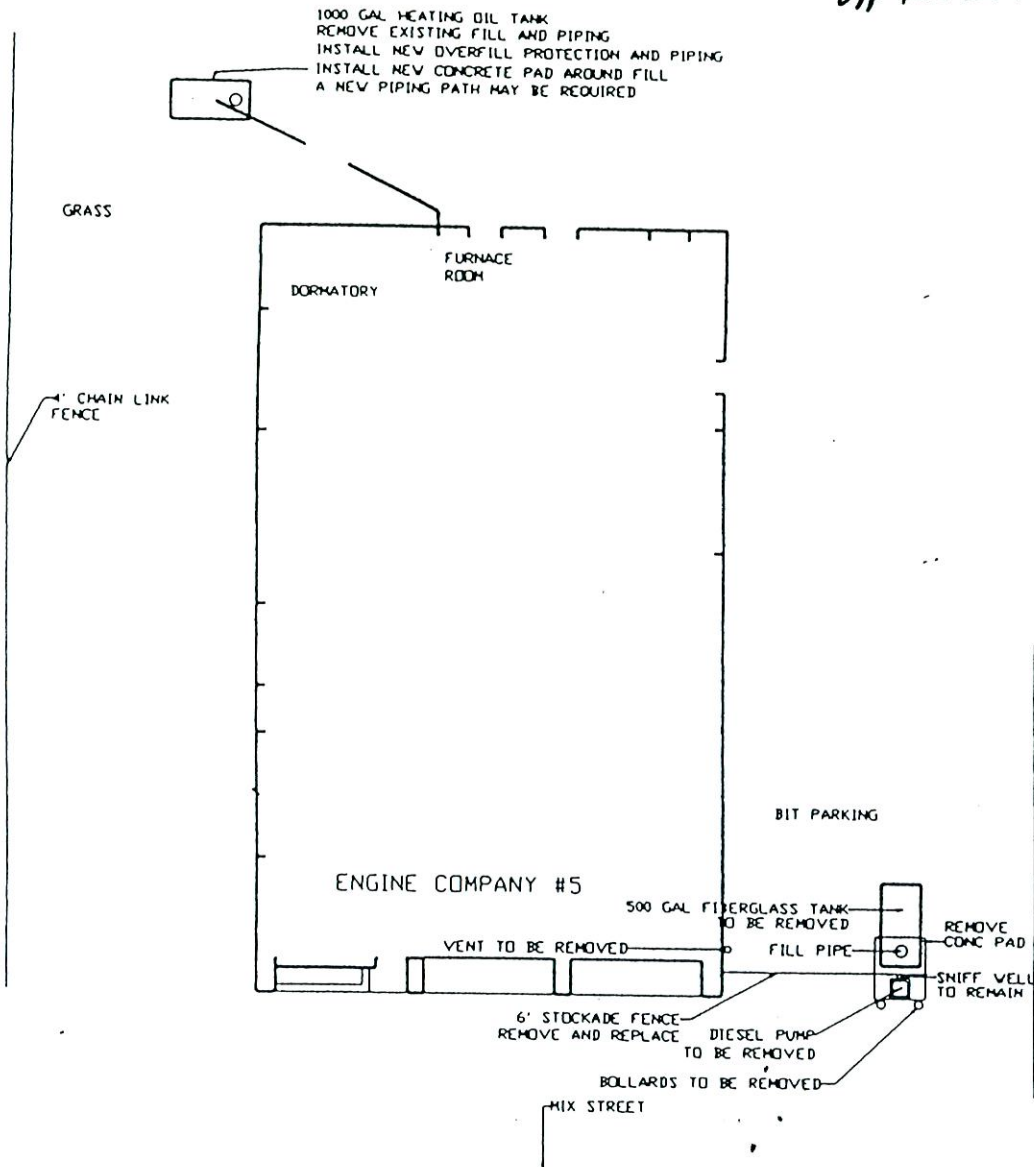 1000 GAL HEATING OIL TANK
REMOVE EXISTING FILL AND PIPING
INSTALL NEW OVERFILL PROTECTION AND PIPING
INSTALL NEW CONCRETE PAD AROUND FILL
A NEW PIPING PATH MAY BE REQUIRED
GRASS
FURNACE
ROOM
DORMATORY
4' CHAIN LINK
FENCE
BIT PARKING
ENGINE COMPANY #5
500 GAL FIBERGLASS TANK
TO BE REMOVED
REMOVE
CONC PAD
VENT TO BE REMOVED
FILL PIPE
SNIFF WELL
TO REMAIN
6' STOCKADE FENCE
REMOVE AND REPLACE
DIESEL PUMP
TO BE REMOVED
BOLLARDS TO BE REMOVED
MIX STREET